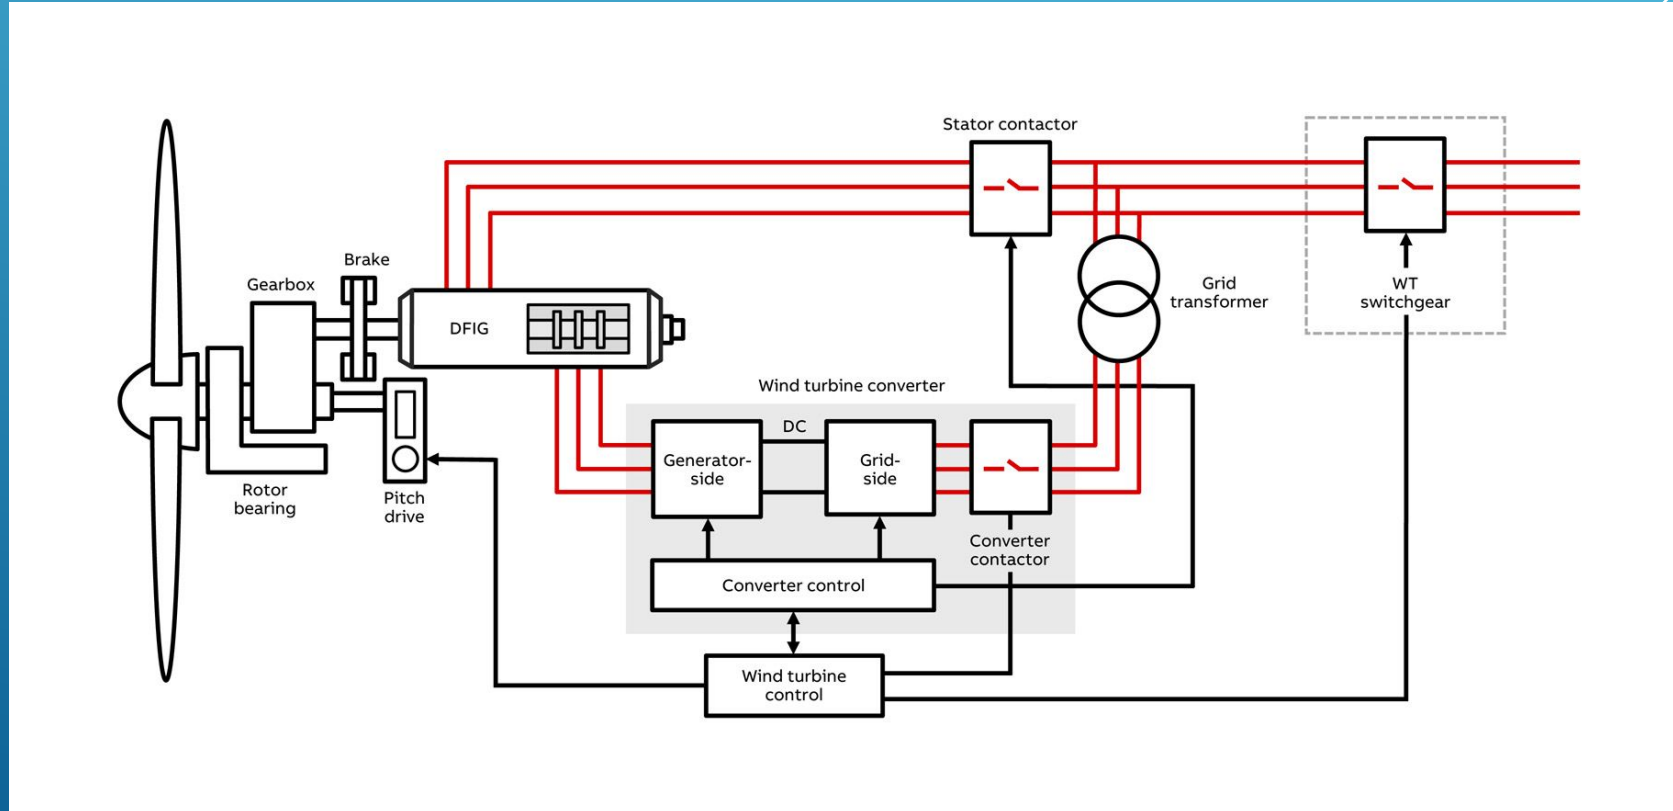 Stator contactor
Brake
Gearbox
Grid
transformer
WT
switchgear
DFIG
Wind turbine converter
DC
Generator-
side
Grid-
side
Rotor
bearing
Pitch
drive
Converter
contactor
Converter control
Wind turbine
control